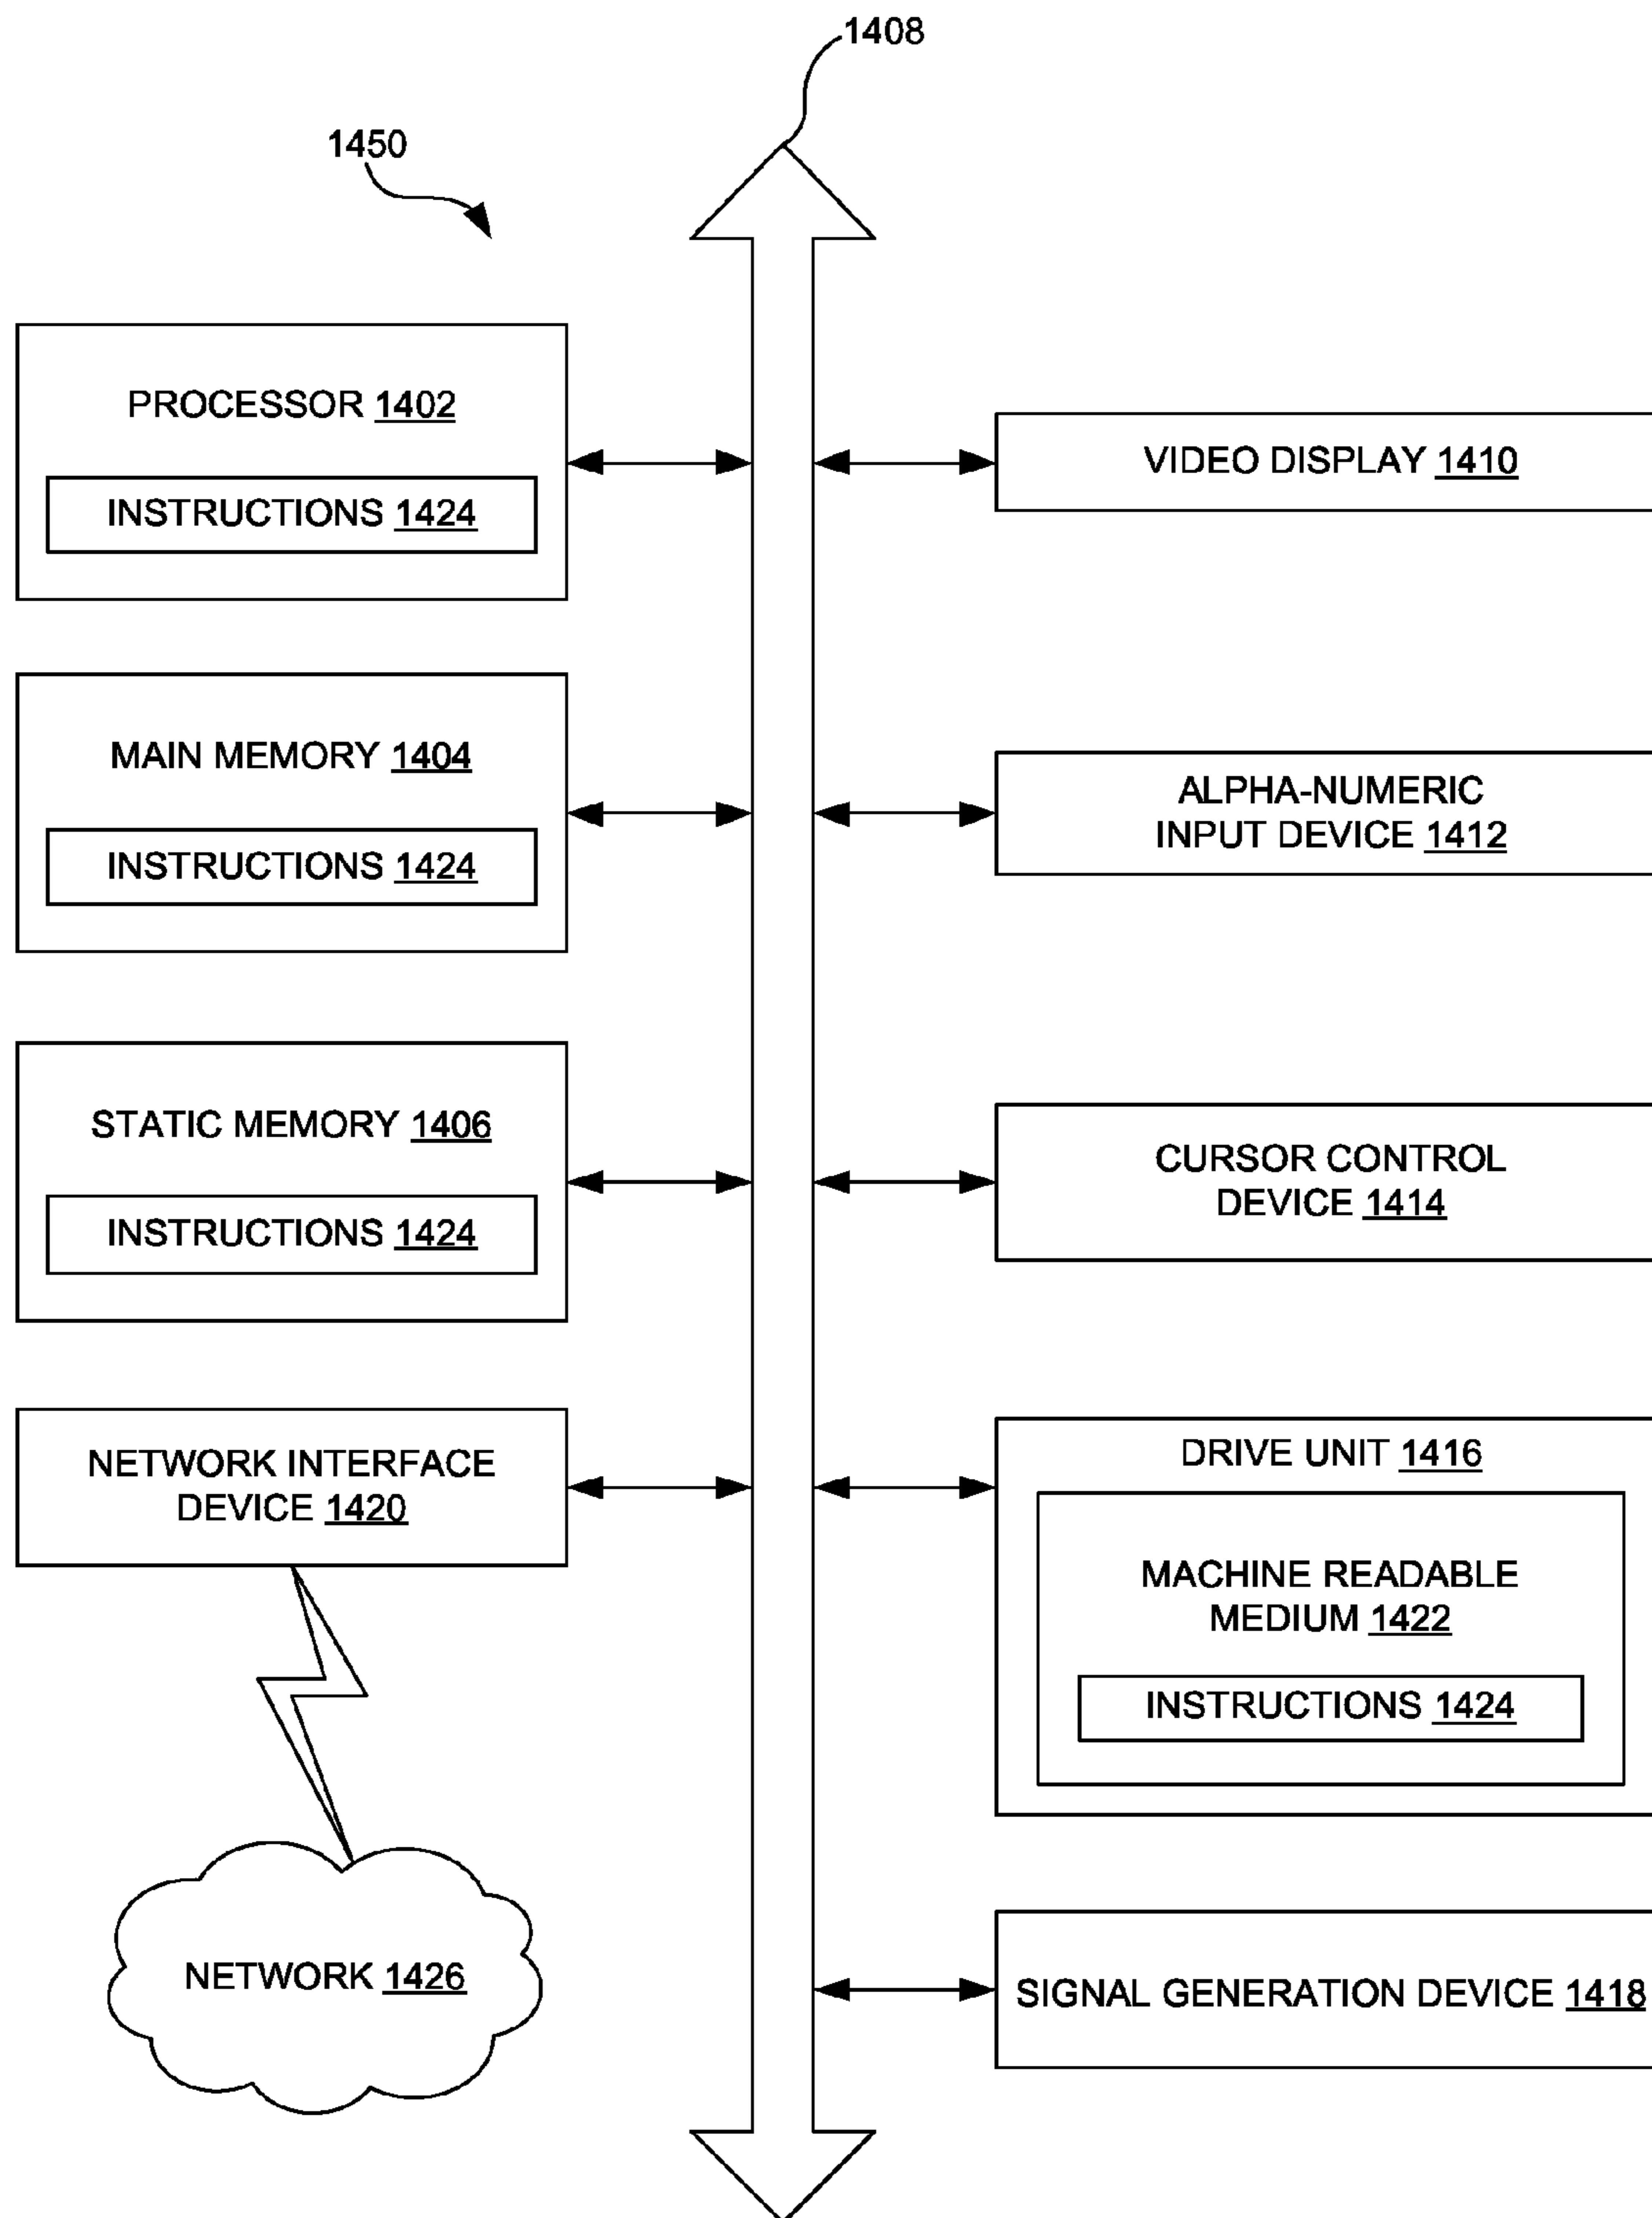 1408
1450
PROCESSOR 1402
INSTRUCTIONS 1424
MAIN MEMORY 1404
INSTRUCTIONS 1424
STATIC MEMORY 1406
INSTRUCTIONS 1424
NETWORK INTERFACE
DEVICE 1420
NETWORK 1426
VIDEO DISPLAY 1410
ALPHA-NUMERIC
INPUT DEVICE 1412
CURSOR CONTROL
DEVICE 1414
DRIVE UNIT 1416
MACHINE READABLE
MEDIUM 1422
INSTRUCTIONS 1424
SIGNAL GENERATION DEVICE 1418